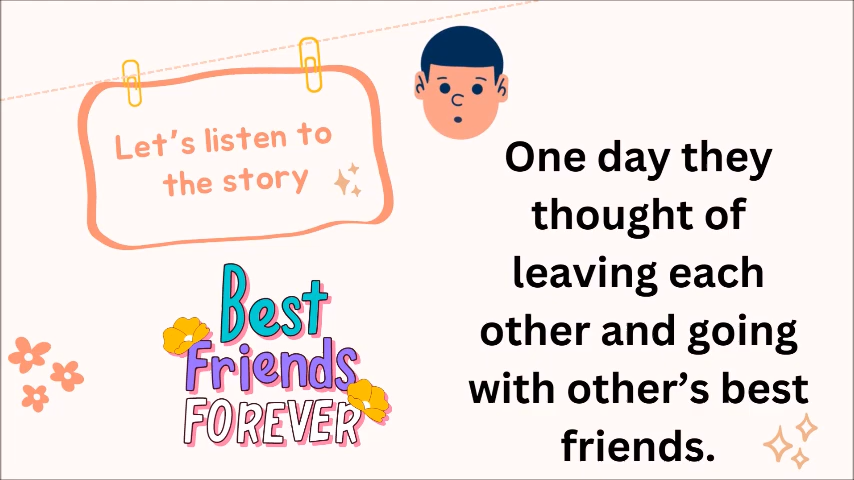 Let's listen to
the story
Best
Friends
FOREVER
One day they
thought of
leaving each
other and going
with other's best
friends.